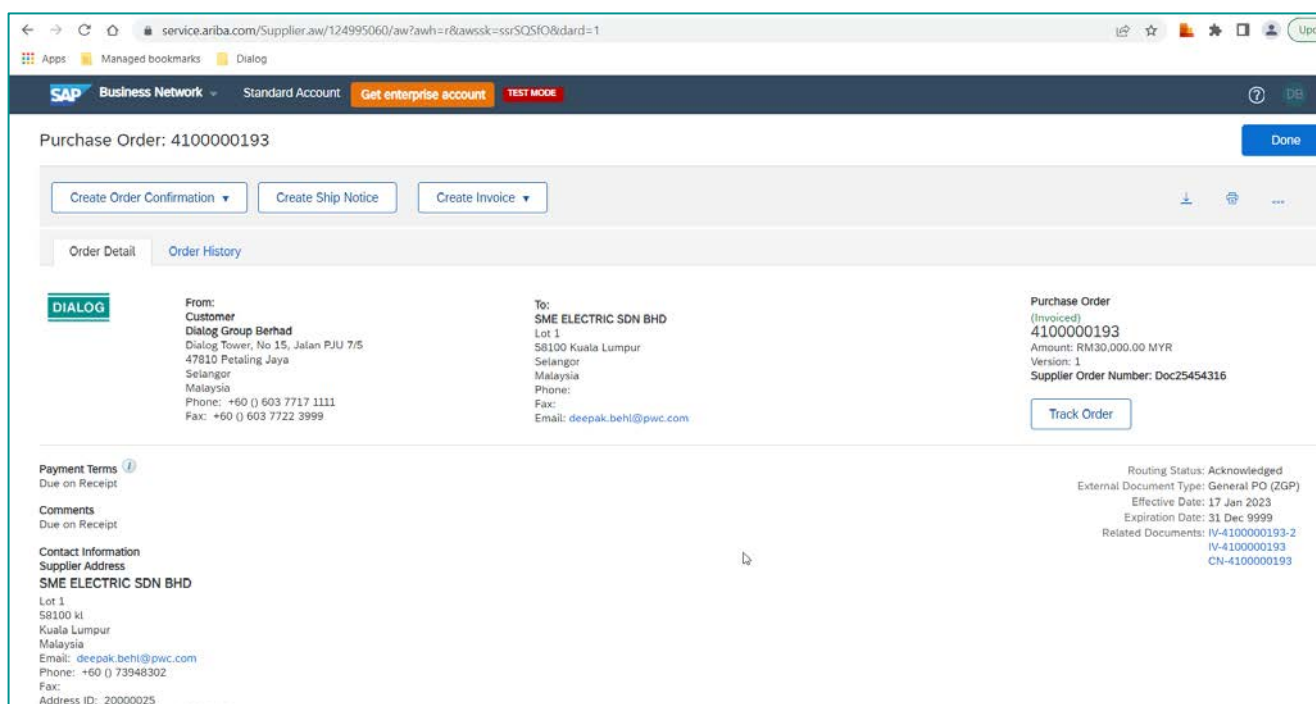 service.ariba.com/Supplier.aw/124995060/aw?awh=r&awssk=ssrSQSfO&dard=1
Apps Managed bookmarks Dialog
SAP Business Network Standard Account Get enterprise account TEST MODE DB
Purchase Order: 4100000193
Done
Create Order Confirmation Create Ship Notice Create Invoice
Order Detail Order History
DIALOG
From:
Customer
Dialog Group Berhad
Dialog Tower, No 15, Jalan PJU 7/5
47810 Petaling Jaya
Selangor
Malaysia
Phone: +60 () 603 7717 1111
Fax: +60 () 603 7722 3999
To:
SME ELECTRIC SDN BHD
Lot 1
58100 Kuala Lumpur
Selangor
Malaysia
Phone:
Fax:
Email: deepak.behl@pwc.com
Purchase Order
(Invoiced)
4100000193
Amount: RM30,000.00 MYR
Version: 1
Supplier Order Number: Doc25454316
Track Order
Payment Terms
Due on Receipt
Comments
Due on Receipt
Contact Information
Supplier Address
SME ELECTRIC SDN BHD
Lot 1
58100 kl
Kuala Lumpur
Malaysia
Email: deepak.behl@pwc.com
Phone: +60 () 73948302
Fax:
Address ID: 20000025
Routing Status: Acknowledged
External Document Type: General PO (ZGP)
Effective Date: 17 Jan 2023
Expiration Date: 31 Dec 9999
Related Documents: IV-4100000193-2
IV-4100000193
CN-4100000193